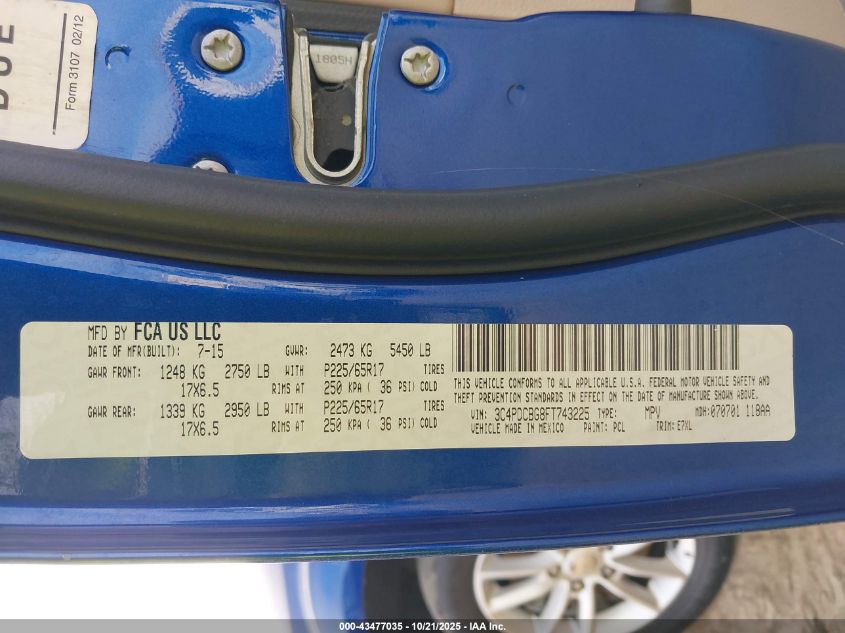 DUE
Form 3107 02/12
1805H
MFD BY FCA US LLC
DATE OF MFR(BUILT): 7-15 GVWR: 2473 KG 5450 LB
GAWR FRONT: 1248 KG 2750 LB WITH P225/65R17 TIRES
17X6.5 RIMS AT 250 KPA ( 36 PSI) COLD
GAWR REAR: 1339 KG 2950 LB WITH P225/65R17 TIRES
17X6.5 RIMS AT 250 KPA ( 36 PSI) COLD
THIS VEHICLE CONFORMS TO ALL APPLICABLE U.S.A. FEDERAL MOTOR VEHICLE SAFETY AND
THEFT PREVENTION STANDARDS IN EFFECT ON THE DATE OF MANUFACTURE SHOWN ABOVE.
VIN: 3C4PDCBG8FT743225 TYPE: MPV MDH: 070701 118AA
VEHICLE MADE IN MEXICO PAINT: PCL TRIM: E7XL
000-43477035 - 10/21/2025 - IAA Inc.